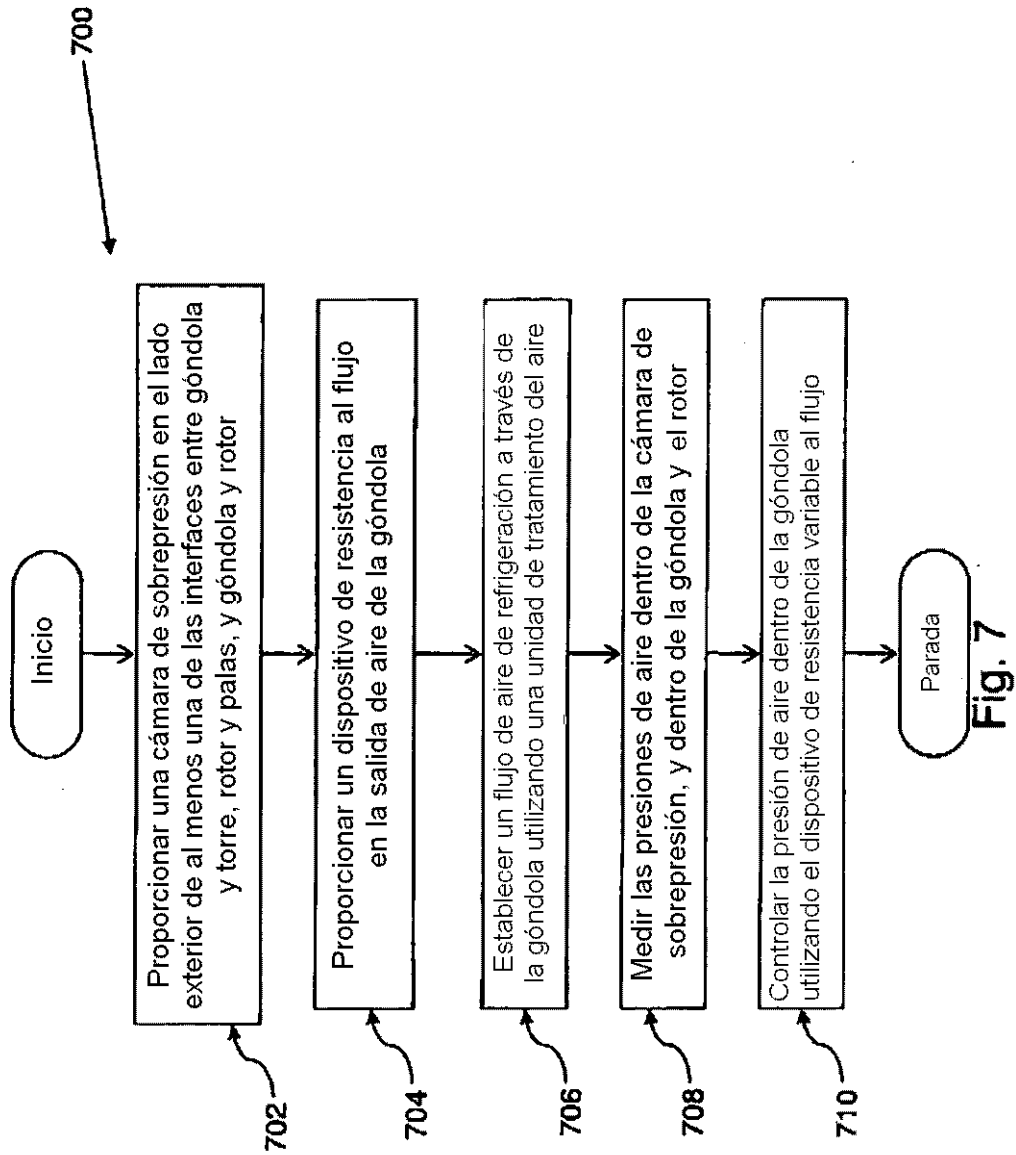 700
Inicio
702
Proporcionar una cámara de sobrepresión en el lado
exterior de al menos una de las interfaces entre góndola
y torre, rotor y palas, y góndola y rotor
704
Proporcionar un dispositivo de resistencia al flujo
en la salida de aire de la góndola
706
Establecer un flujo de aire de refrigeración a través de
la góndola utilizando una unidad de tratamiento del aire
708
Medir las presiones de aire dentro de la cámara de
sobrepresión, y dentro de la góndola y el rotor
710
Controlar la presión de aire dentro de la góndola
utilizando el dispositivo de resistencia variable al flujo
Parada
Fig. 7